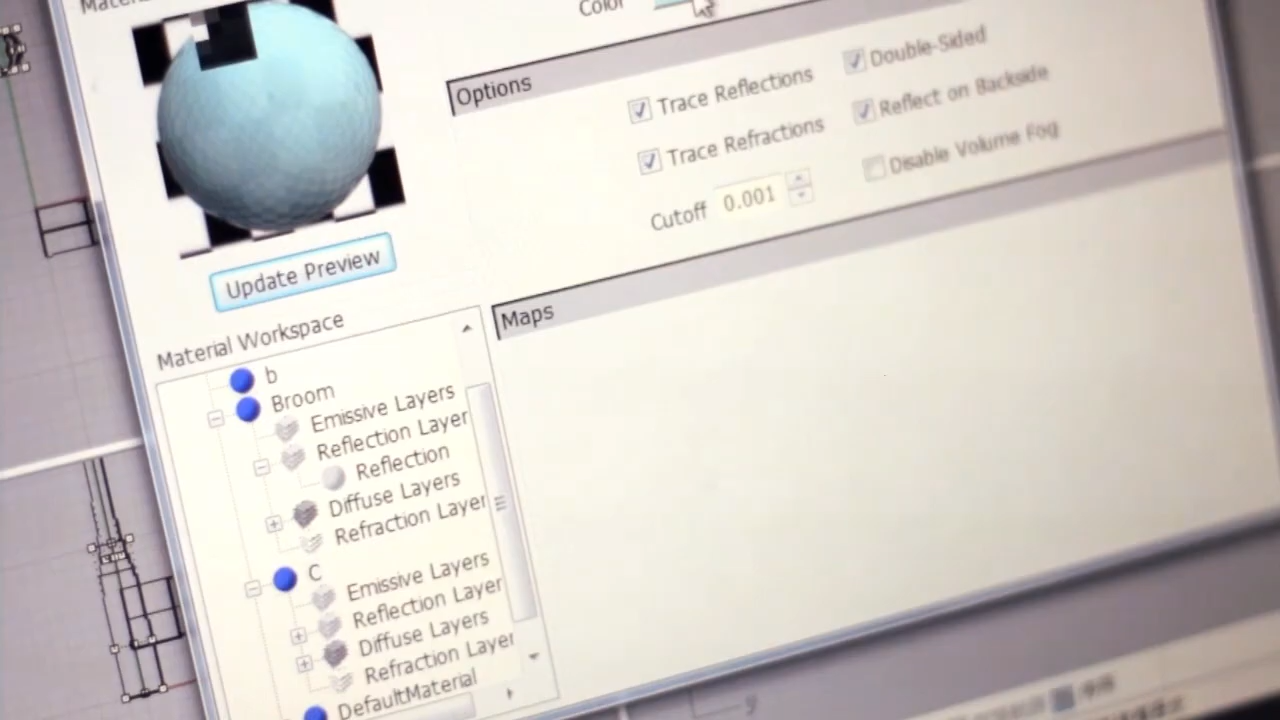 Color
Options
Trace Reflections
Double-Sided
Trace Refractions
Reflect on Backside
Cutoff 0.001
Disable Volume Fog
Update Preview
Maps
Material Workspace
b
Broom
Emissive Layers
Reflection Layer
Reflection
Diffuse Layers
Refraction Layer
C
Emissive Layers
Reflection Layer
Diffuse Layers
Refraction Layer
DefaultMaterial
y